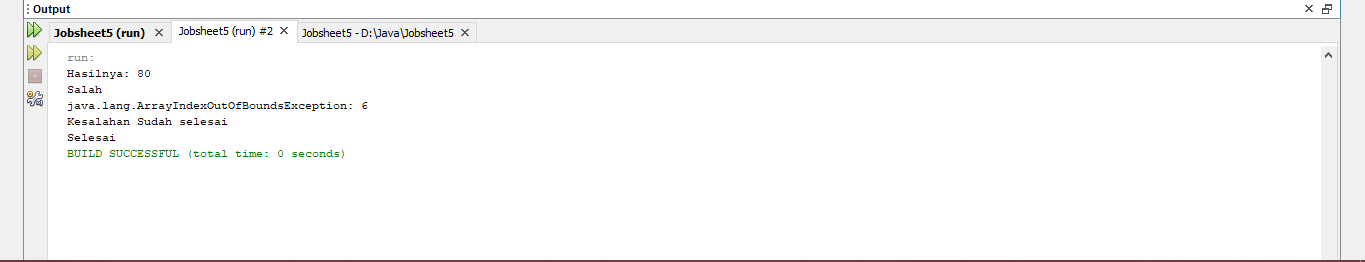 Output
Jobsheet5 (run) Jobsheet5 (run) #2 Jobsheet5 - D:\Java\Jobsheet5
run:
Hasilnya: 80
Salah
java.lang.ArrayIndexOutOfBoundsException: 6
Kesalahan Sudah selesai
Selesai
BUILD SUCCESSFUL (total time: 0 seconds)